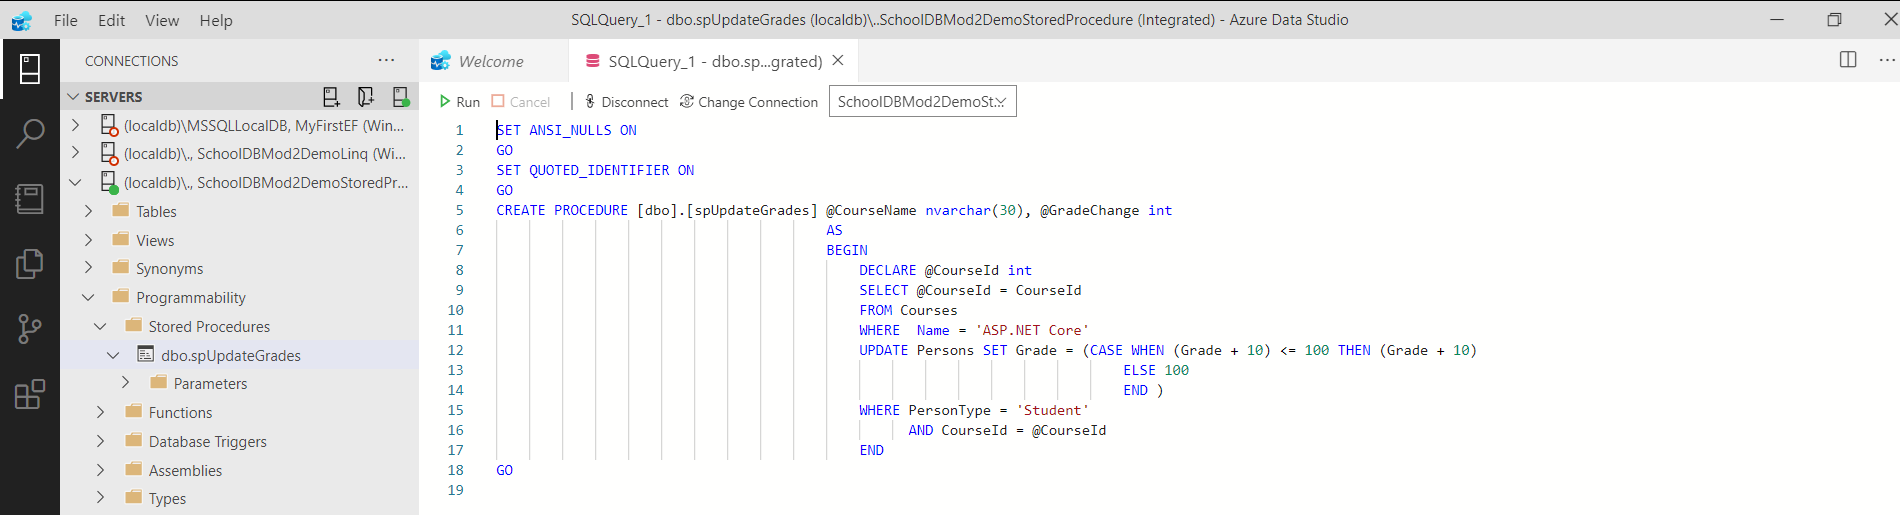 File Edit View Help SQLQuery_1 - dbo.spUpdateGrades (localdb)\..SchoolDBMod2DemoStoredProcedure (Integrated) - Azure Data Studio
CONNECTIONS ···
Welcome
SQLQuery_1 - dbo.sp...grated)
SERVERS
(localdb)\MSSQLLocalDB, MyFirstEF (Win...
(localdb)\., SchoolDBMod2DemoLinq (Wi...
(localdb)\., SchoolDBMod2DemoStoredPr...
Tables
Views
Synonyms
Programmability
Stored Procedures
dbo.spUpdateGrades
Parameters
Functions
Database Triggers
Assemblies
Types
Run Cancel Disconnect Change Connection SchoolDBMod2DemoSt...
1 SET ANSI_NULLS ON
2 GO
3 SET QUOTED_IDENTIFIER ON
4 GO
5 CREATE PROCEDURE [dbo].[spUpdateGrades] @CourseName nvarchar(30), @GradeChange int
6 AS
7 BEGIN
8 DECLARE @CourseId int
9 SELECT @CourseId = CourseId
10 FROM Courses
11 WHERE  Name = 'ASP.NET Core'
12 UPDATE Persons SET Grade = (CASE WHEN (Grade + 10) <= 100 THEN (Grade + 10)
13 ELSE 100
14 END )
15 WHERE PersonType = 'Student'
16 AND CourseId = @CourseId
17 END
18 GO
19